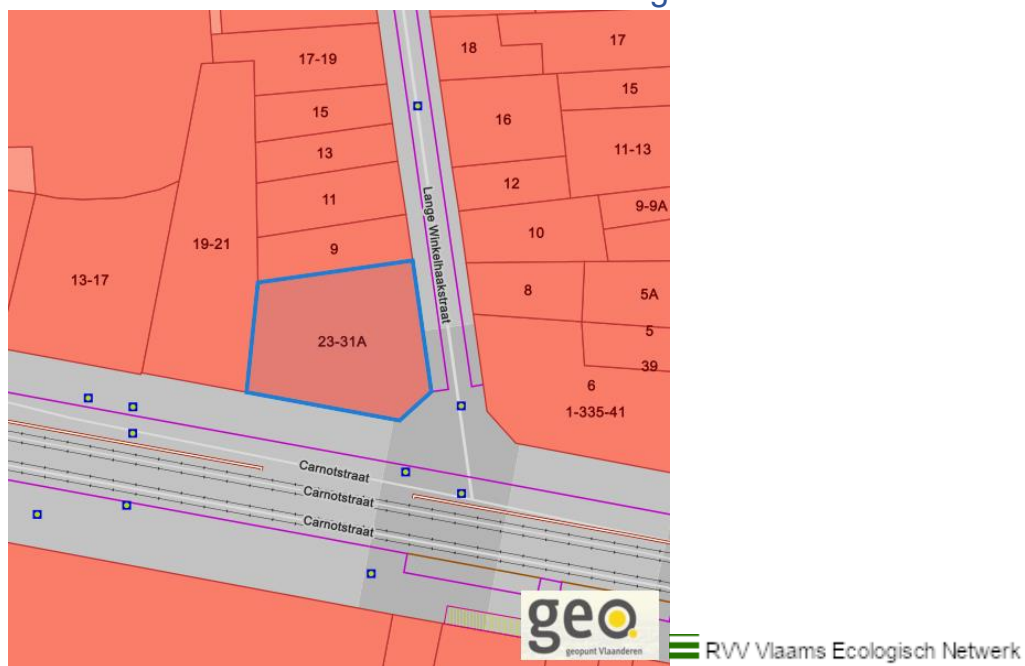 17-19
18
17
15
15
16
13
11-13
12
11
9-9A
10
19-21
9
13-17
8
5A
Lange Winkelhaakstraat
23-31A
5
39
6
1-335-41
Carnotstraat
Carnotstraat
Carnotstraat
geo.
geopunt Vlaanderen
RVV Vlaams Ecologisch Netwerk